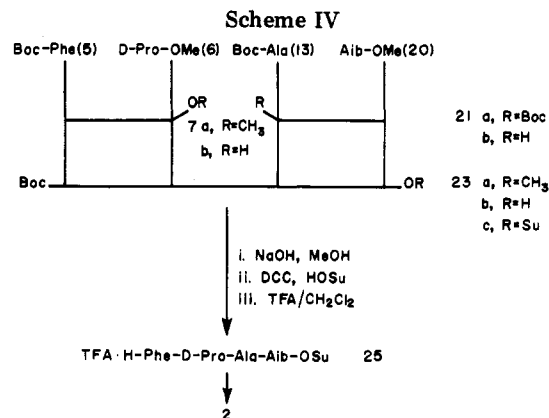 Scheme IV
Boc-Phe(5) D-Pro-OMe(6) Boc-Ala(13) Aib-OMe(20)
OR R
7 a, R=CH₃ 21 a, R=Boc
b, R=H b, R=H
Boc OR 23 a, R=CH₃
b, R=H
c, R=Su
i. NaOH, MeOH
ii. DCC, HOSu
iii. TFA/CH₂Cl₂
TFA·H-Phe-D-Pro-Ala-Aib-OSu 25
2